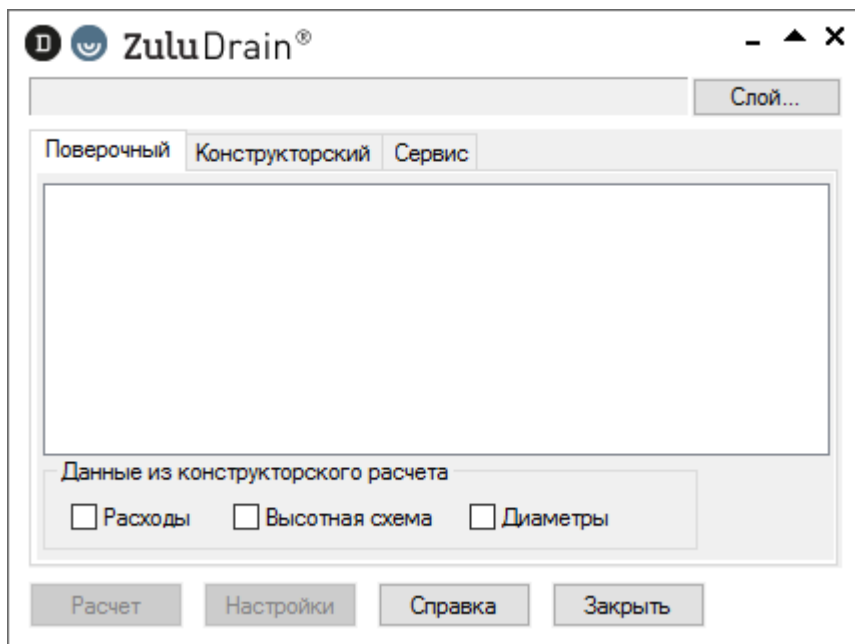 D ZuluDrain®
Слой...
Поверочный Конструкторский Сервис
Данные из конструкторского расчета
Расходы Высотная схема Диаметры
Расчет Настройки Справка Закрыть